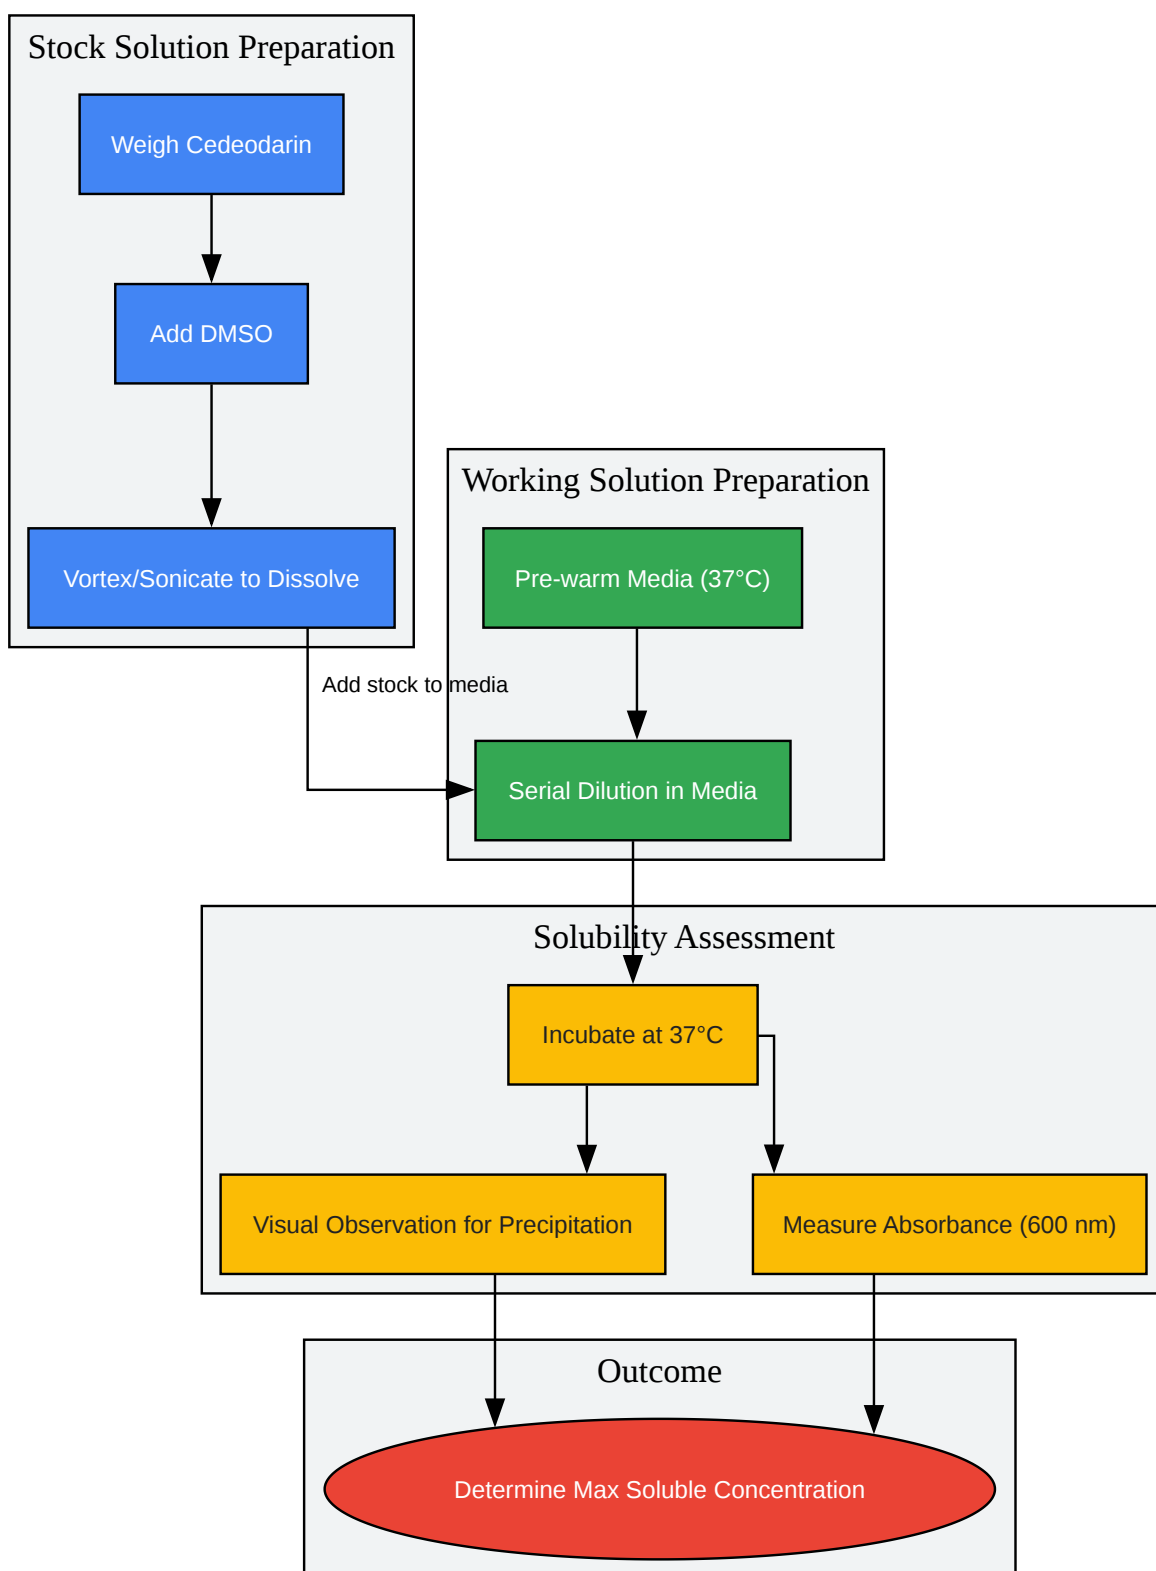 Stock Solution Preparation
Weigh Cedeodarin
Add DMSO
Vortex/Sonicate to Dissolve
Add stock to media
Working Solution Preparation
Pre-warm Media (37°C)
Serial Dilution in Media
Solubility Assessment
Incubate at 37°C
Visual Observation for Precipitation
Measure Absorbance (600 nm)
Outcome
Determine Max Soluble Concentration